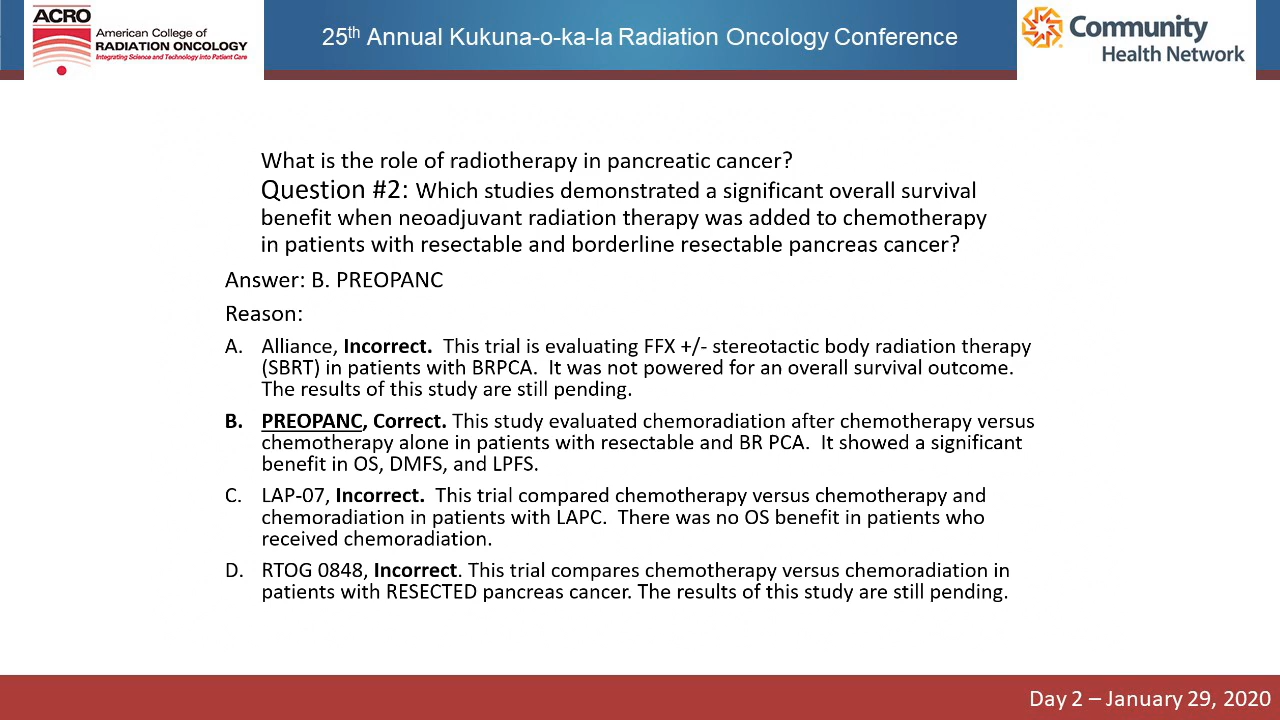 ACRO
American College of
RADIATION ONCOLOGY
Integrating Science and Technology into Patient Care
25th Annual Kukuna-o-ka-la Radiation Oncology Conference
Community
Health Network
What is the role of radiotherapy in pancreatic cancer?
Question #2: Which studies demonstrated a significant overall survival
benefit when neoadjuvant radiation therapy was added to chemotherapy
in patients with resectable and borderline resectable pancreas cancer?
Answer: B. PREOPANC
Reason:
A. Alliance, Incorrect. This trial is evaluating FFX +/- stereotactic body radiation therapy
(SBRT) in patients with BRPCA. It was not powered for an overall survival outcome.
The results of this study are still pending.
B. PREOPANC, Correct. This study evaluated chemoradiation after chemotherapy versus
chemotherapy alone in patients with resectable and BR PCA. It showed a significant
benefit in OS, DMFS, and LPFS.
C. LAP-07, Incorrect. This trial compared chemotherapy versus chemotherapy and
chemoradiation in patients with LAPC. There was no OS benefit in patients who
received chemoradiation.
D. RTOG 0848, Incorrect. This trial compares chemotherapy versus chemoradiation in
patients with RESECTED pancreas cancer. The results of this study are still pending.
Day 2 – January 29, 2020